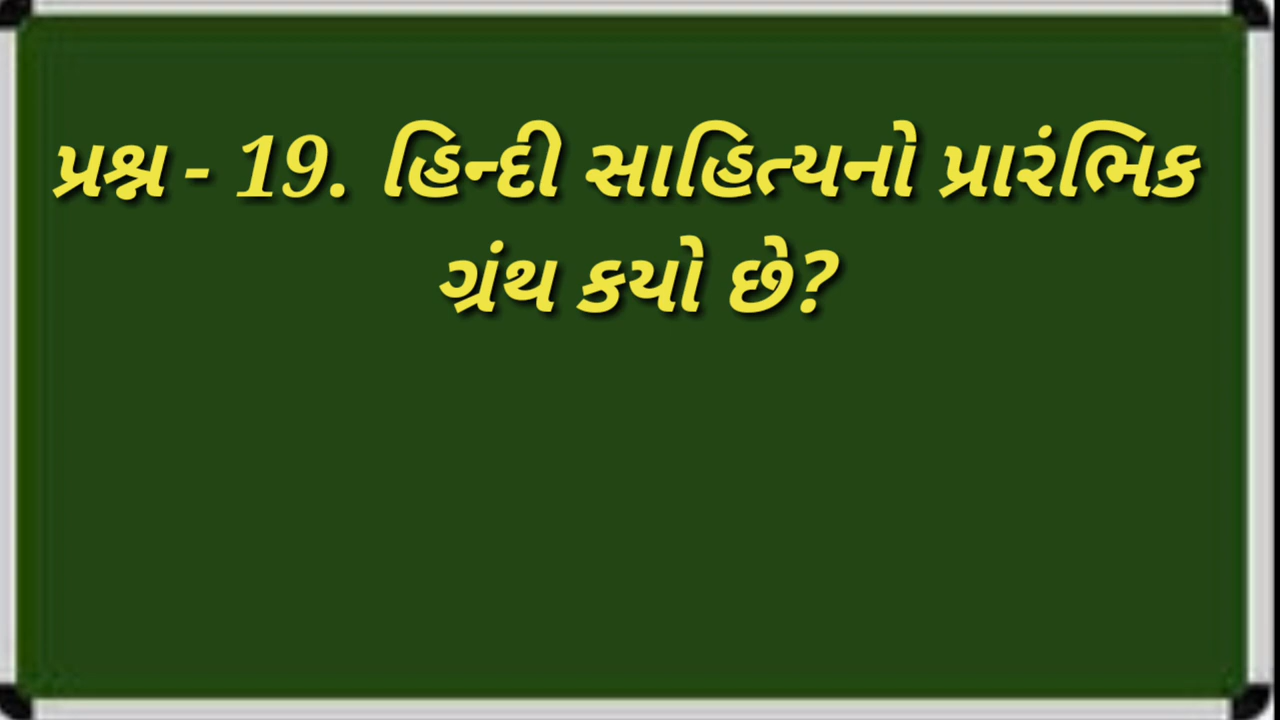 પ્રશ્ન - 19. હિન્દી સાહિત્યનો પ્રારંભિક
ગ્રંથ કયો છે?